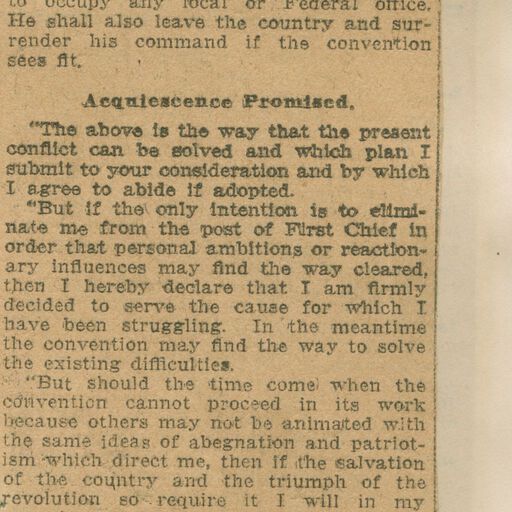 to occupy any local or Federal office.
He shall also leave the country and sur-
render his command if the convention
sees fit.
Acquiescence Promised.
"The above is the way that the present
conflict can be solved and which plan I
submit to your consideration and by which
I agree to abide if adopted.
"But if the only intention is to elimi-
nate me from the post of First Chief in
order that personal ambitions or reaction-
ary influences may find the way cleared,
then I hereby declare that I am firmly
decided to serve the cause for which I
have been struggling. In the meantime
the convention may find the way to solve
the existing difficulties.
"But should the time come when the
convention cannot proceed in its work
because others may not be animated with
the same ideas of abegnation and patriot-
ism which direct me, then if the salvation
of the country and the triumph of the
revolution so require it I will in my